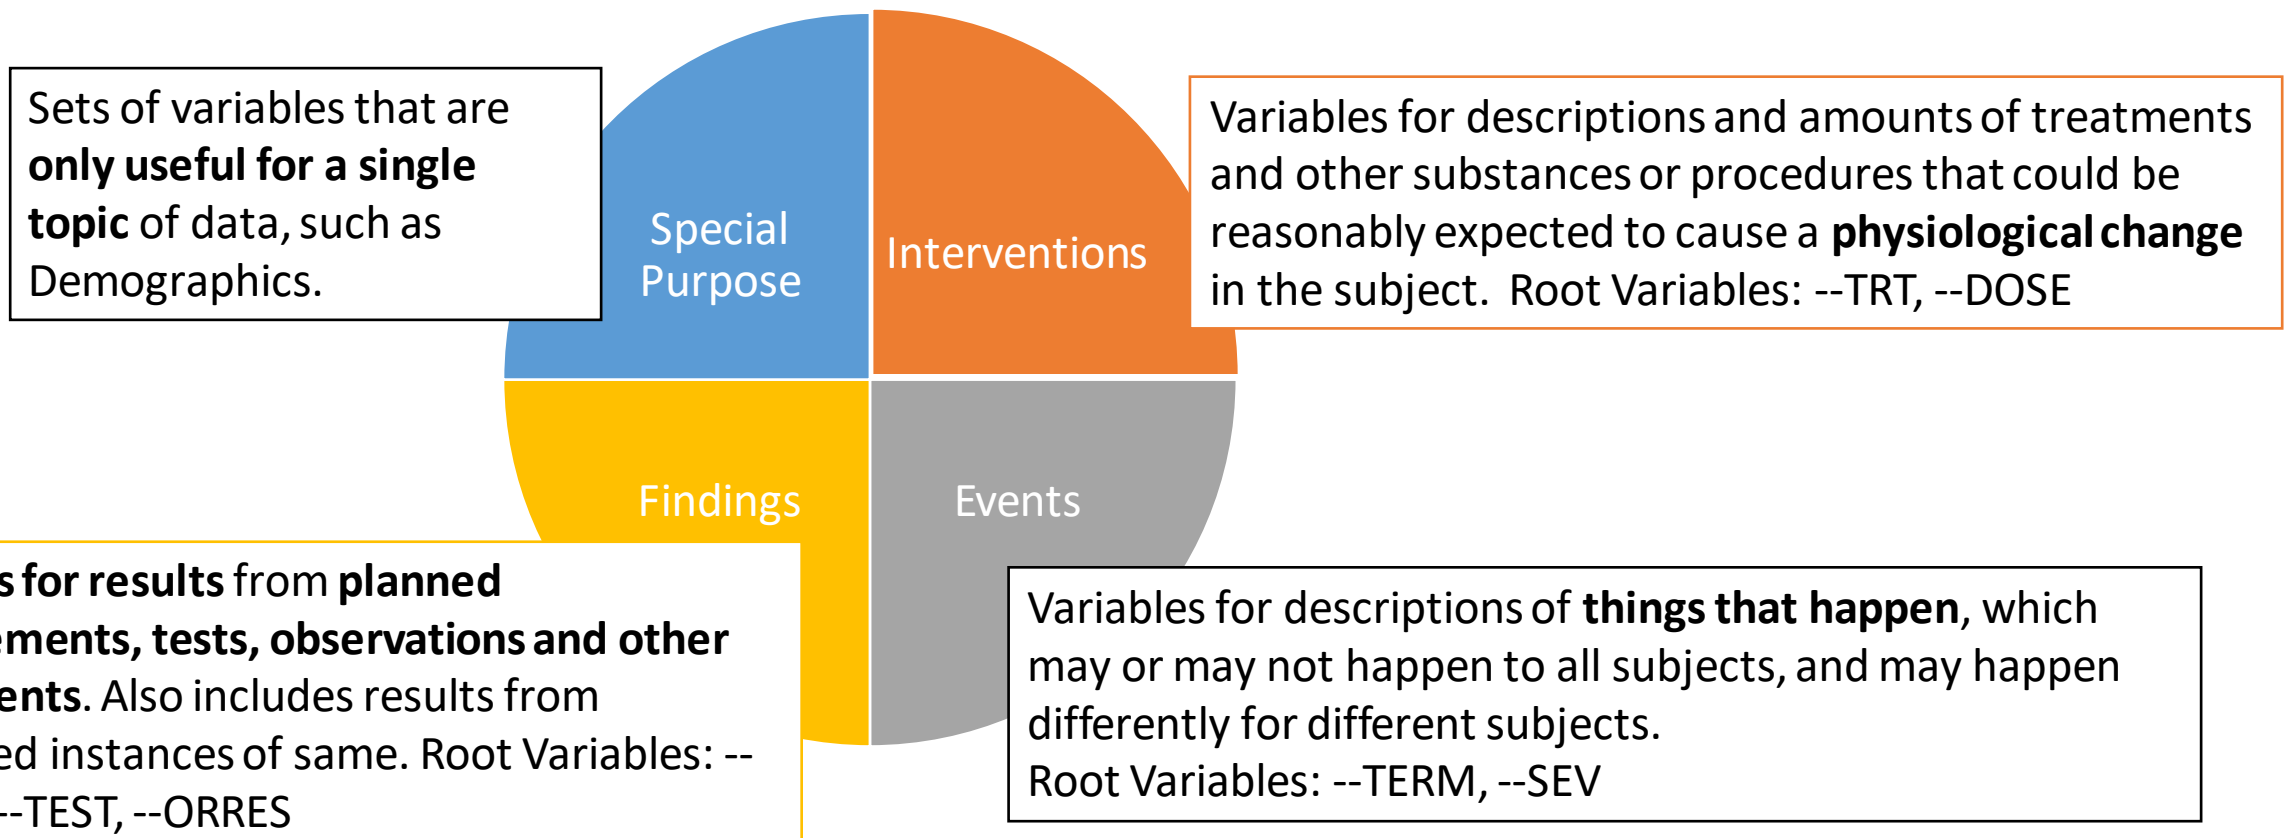 Sets of variables that are
only useful for a single
topic of data, such as
Demographics.
Special
Purpose
Interventions
Variables for descriptions and amounts of treatments
and other substances or procedures that could be
reasonably expected to cause a physiological change
in the subject. Root Variables: --TRT, --DOSE
Findings
Events
for results from planned
tests, observations and other
Also includes results from
instances of same. Root Variables: --
--TEST, --ORRES
Variables for descriptions of things that happen, which
may or may not happen to all subjects, and may happen
differently for different subjects.
Root Variables: --TERM, --SEV